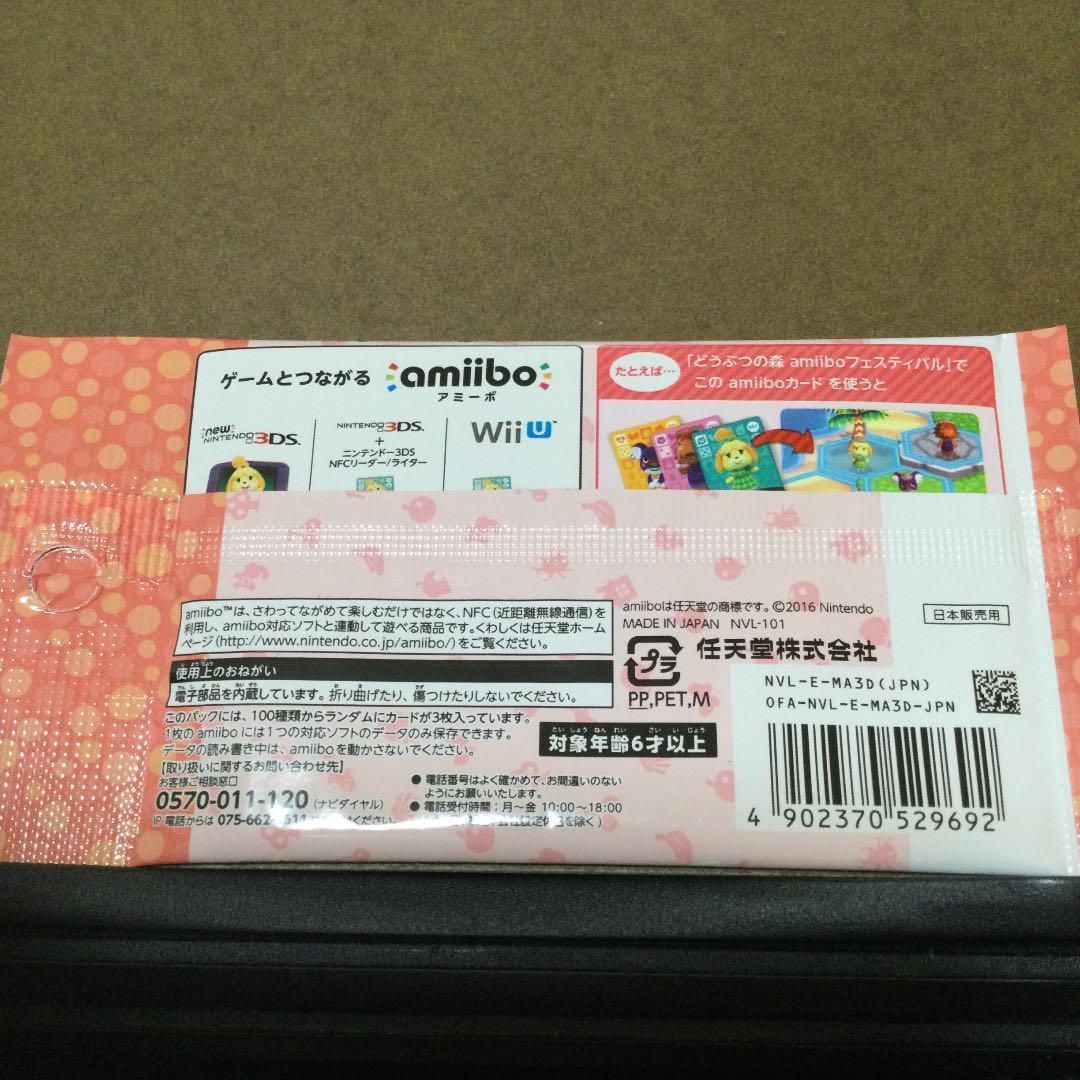 ゲームとつながる amiibo
アミーボ
new NINTENDO 3DS
NINTENDO 3DS
+
ニンテンドー3DS
NFCリーダー/ライター
Wii U
たとえば…
「どうぶつの森 amiiboフェスティバル」で
この amiiboカード を使うと
amiibo™は、さわってながめて楽しむだけではなく、NFC（近距離無線通信）を
利用し、amiibo対応ソフトと連動して遊べる商品です。くわしくは任天堂ホーム
ページ（http://www.nintendo.co.jp/amiibo/）をご覧ください。
使用上のおねがい
電子部品を内蔵しています。折り曲げたり、傷つけたりしないでください。
このパックには、100種類からランダムにカードが3枚入っています。
1枚の amiibo には1つの対応ソフトのデータのみ保存できます。
データの読み書き中は、amiiboを動かさないでください。
【取り扱いに関するお問い合わせ先】
お客様ご相談窓口
0570-011-120（ナビダイヤル）
IP電話からは 075-662-
●電話番号はよく確かめて、お間違いのない
ようにお願いいたします。
●電話受付時間：月～金 10:00～18:00
を除く）
amiiboは任天堂の商標です。©2016 Nintendo
MADE IN JAPAN NVL-101
プラ
PP,PET,M
任天堂株式会社
対象年齢6才以上
日本販売用
NVL-E-MA3D(JPN)
OFA-NVL-E-MA3D-JPN
4 902370 529692